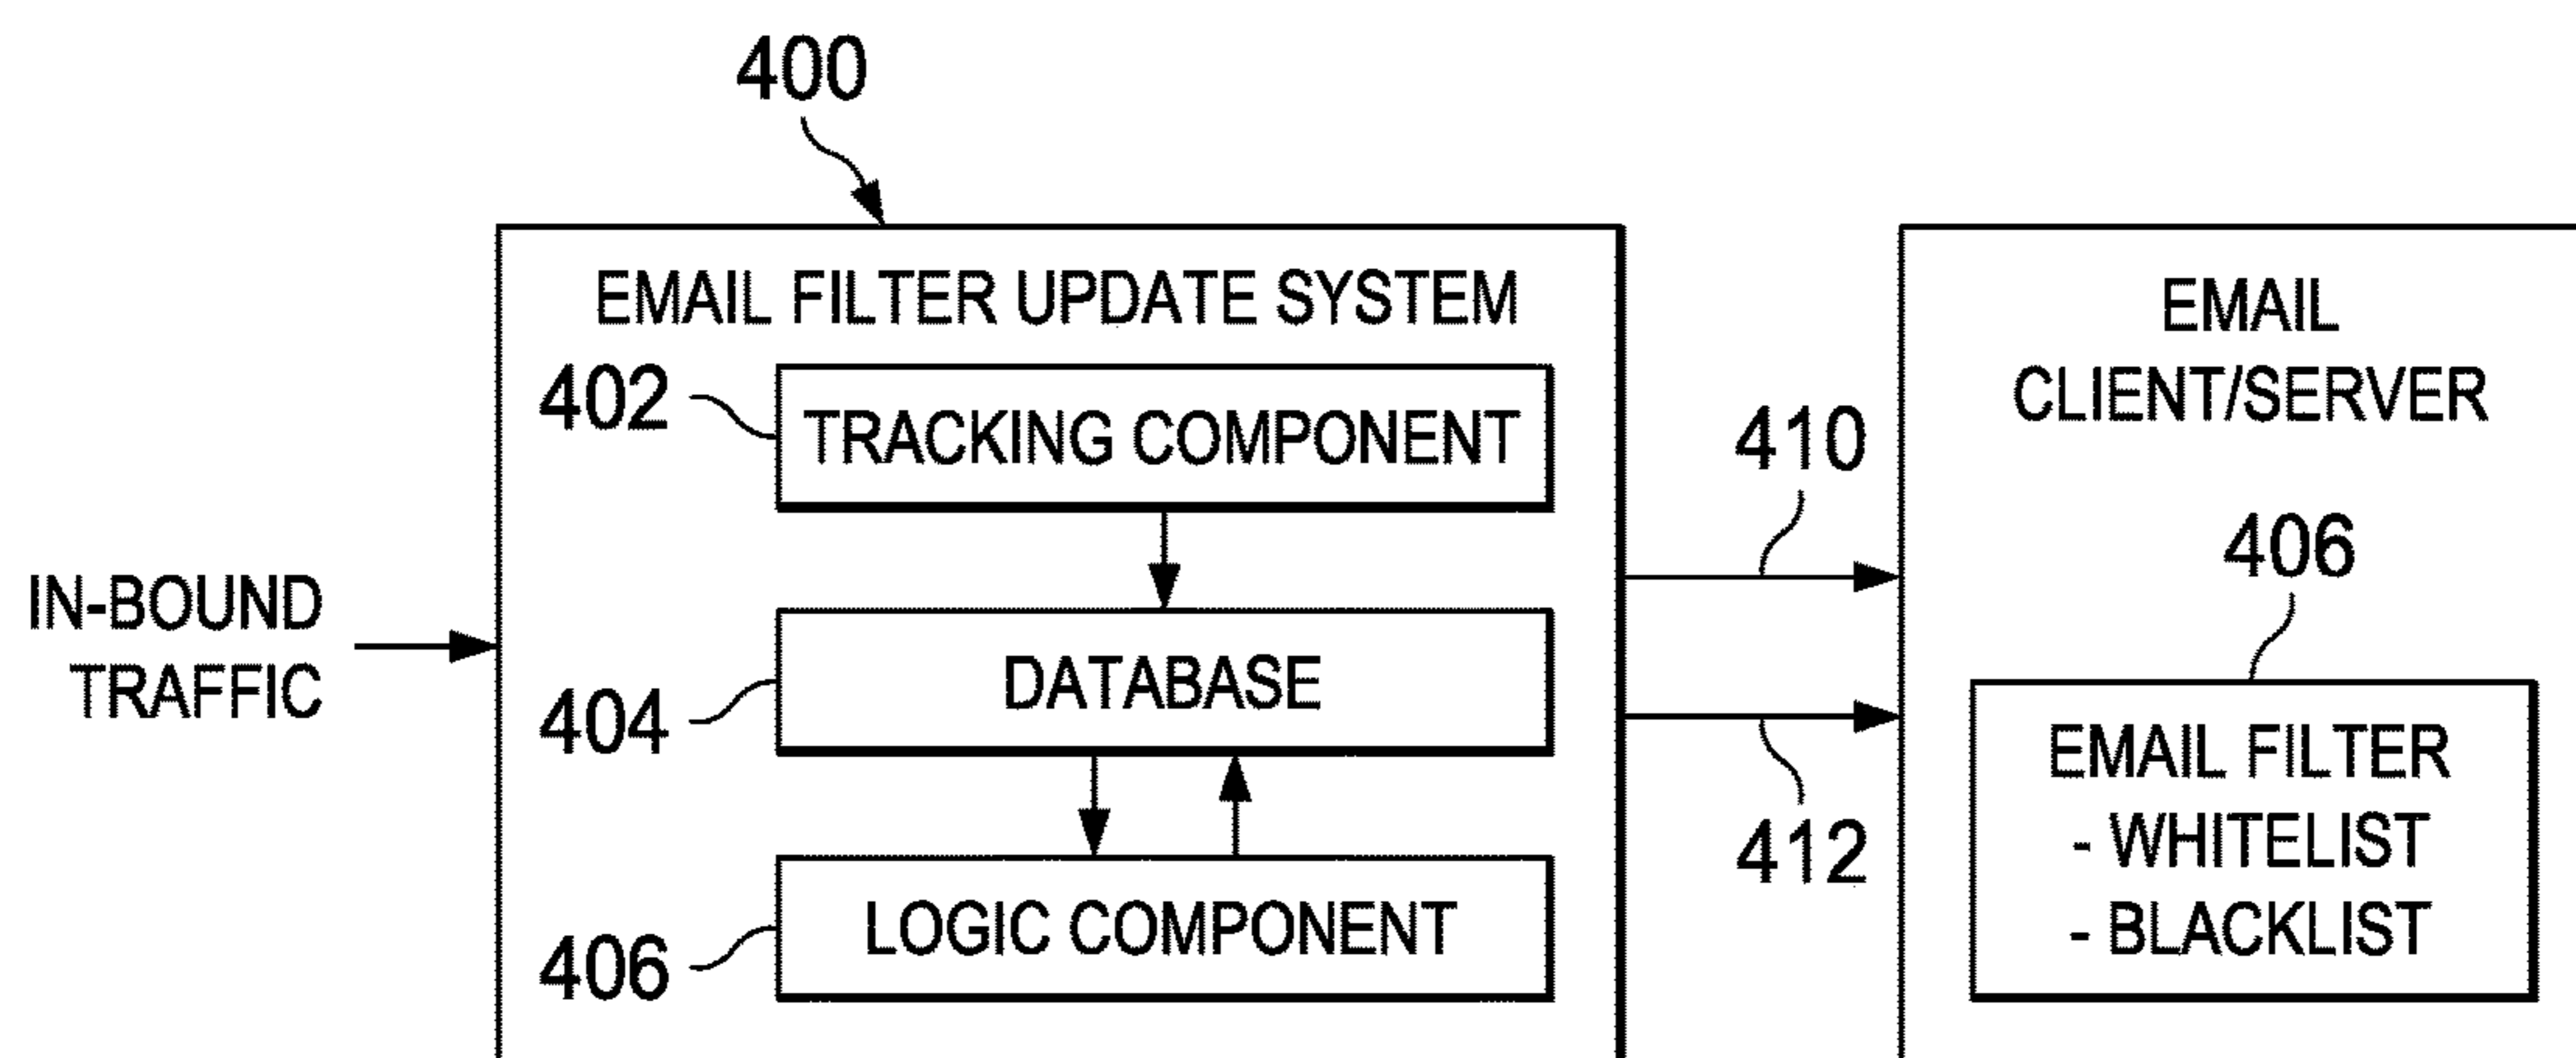 400
EMAIL FILTER UPDATE SYSTEM
402
TRACKING COMPONENT
IN-BOUND
TRAFFIC
404
DATABASE
406
LOGIC COMPONENT
410
412
EMAIL
CLIENT/SERVER
406
EMAIL FILTER
- WHITELIST
- BLACKLIST